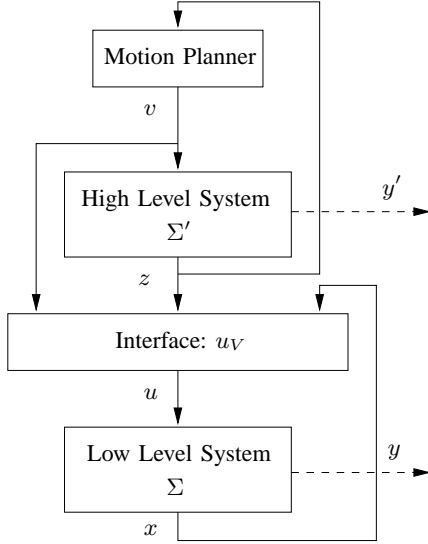 Motion Planner
v
High Level System
Σ′
y′
z
Interface: u_V
u
Low Level System
Σ
y
x